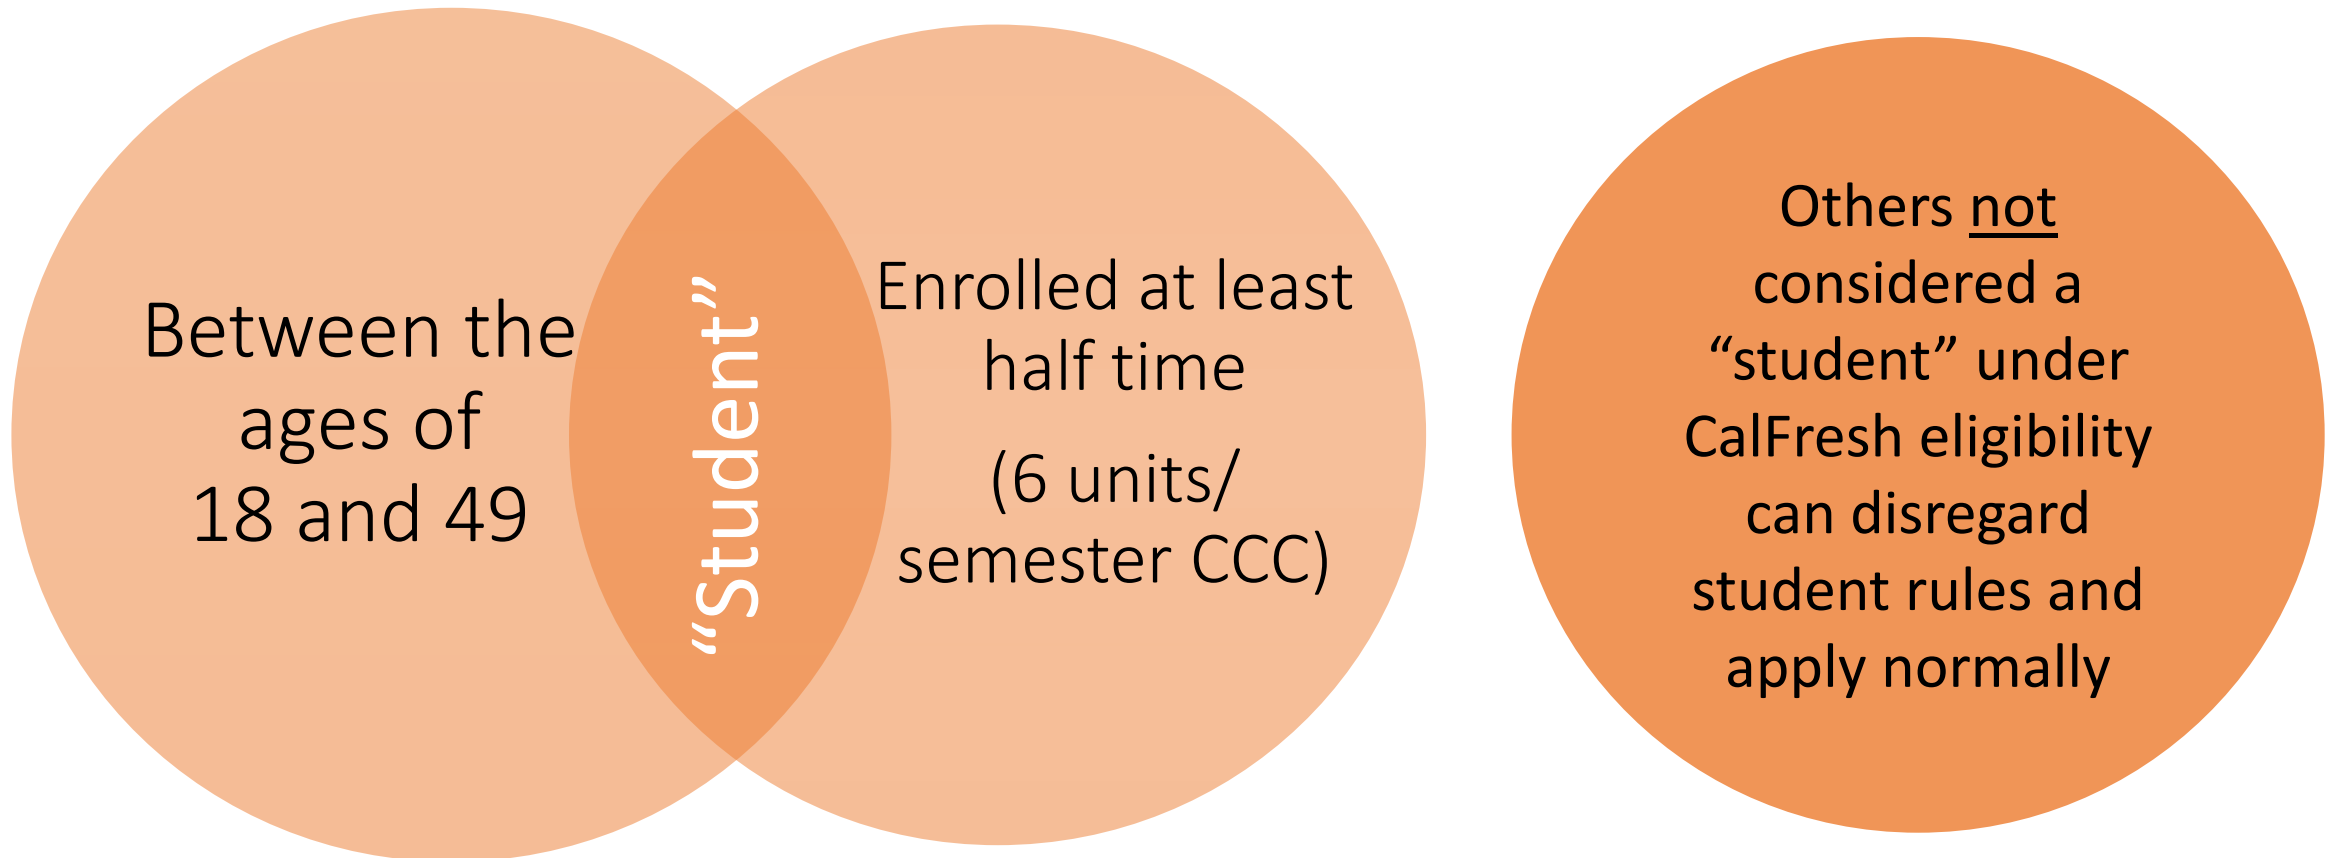 Between the
ages of
18 and 49
“Student”
Enrolled at least
half time
(6 units/
semester CCC)
Others not
considered a
“student” under
CalFresh eligibility
can disregard
student rules and
apply normally